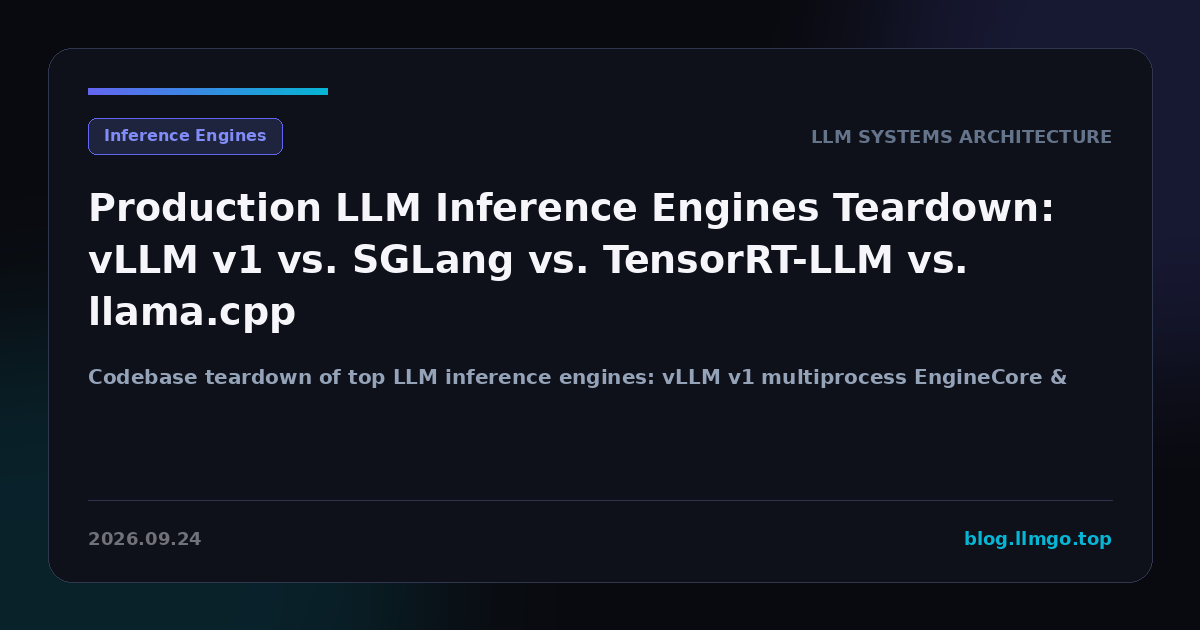 Inference Engines
LLM SYSTEMS ARCHITECTURE
Production LLM Inference Engines Teardown:
vLLM v1 vs. SGLang vs. TensorRT-LLM vs.
llama.cpp
Codebase teardown of top LLM inference engines: vLLM v1 multiprocess EngineCore &
2026.09.24
blog.llmgo.top